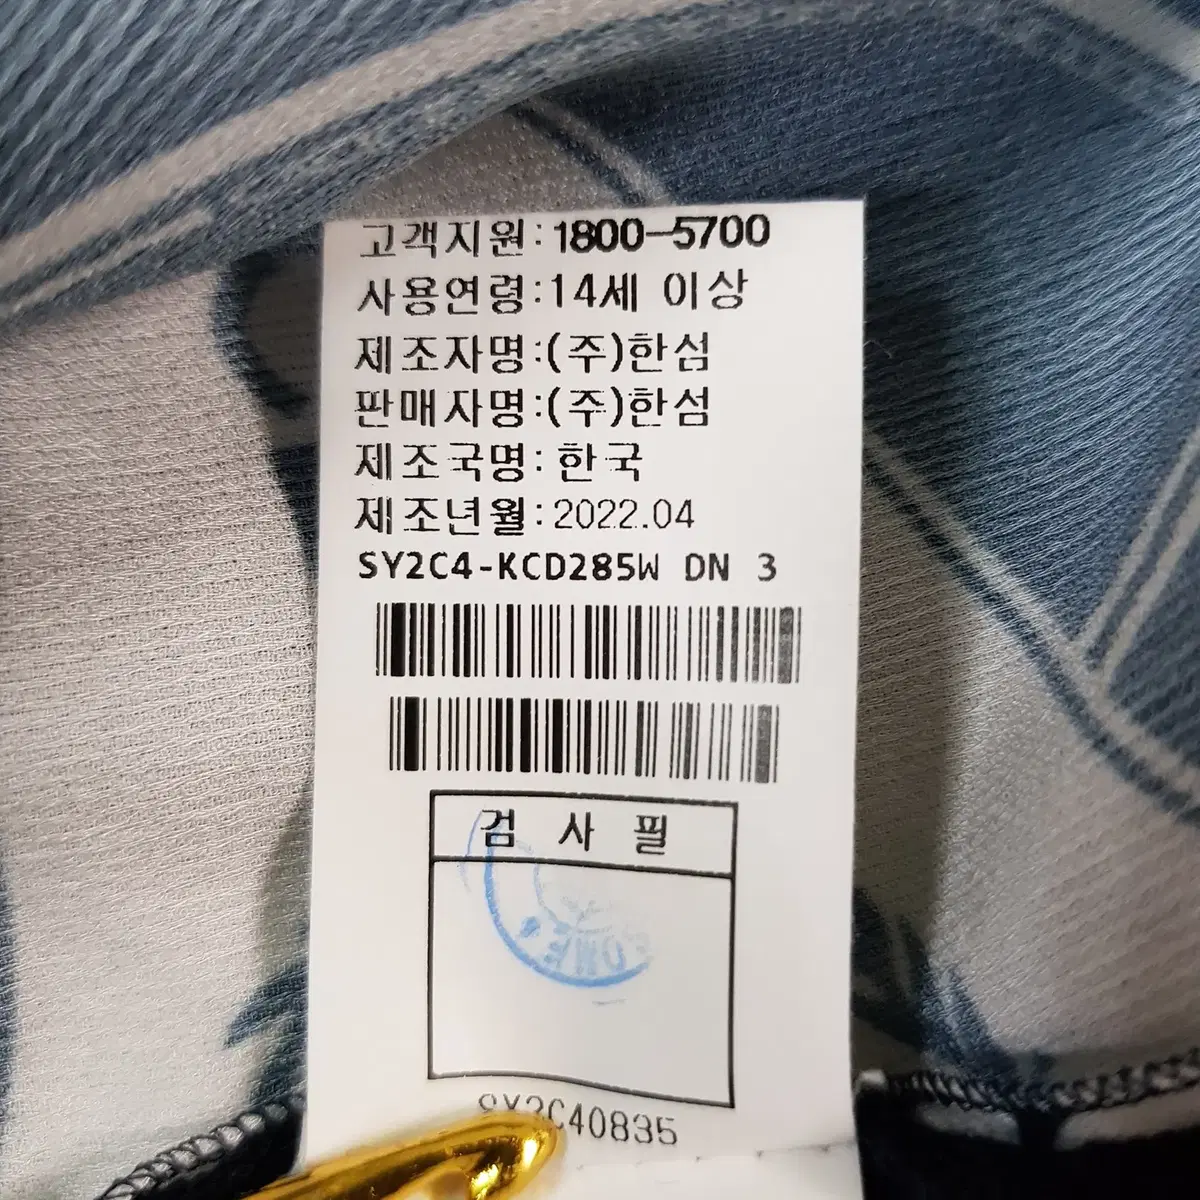 고객지원:1800-5700
사용연령:14세 이상
제조자명:(주)한섬
판매자명:(주)한섬
제조국명:한국
제조년월:2022.04
SY2C4-KCD285W DN 3
검 사 필
SY2C40835